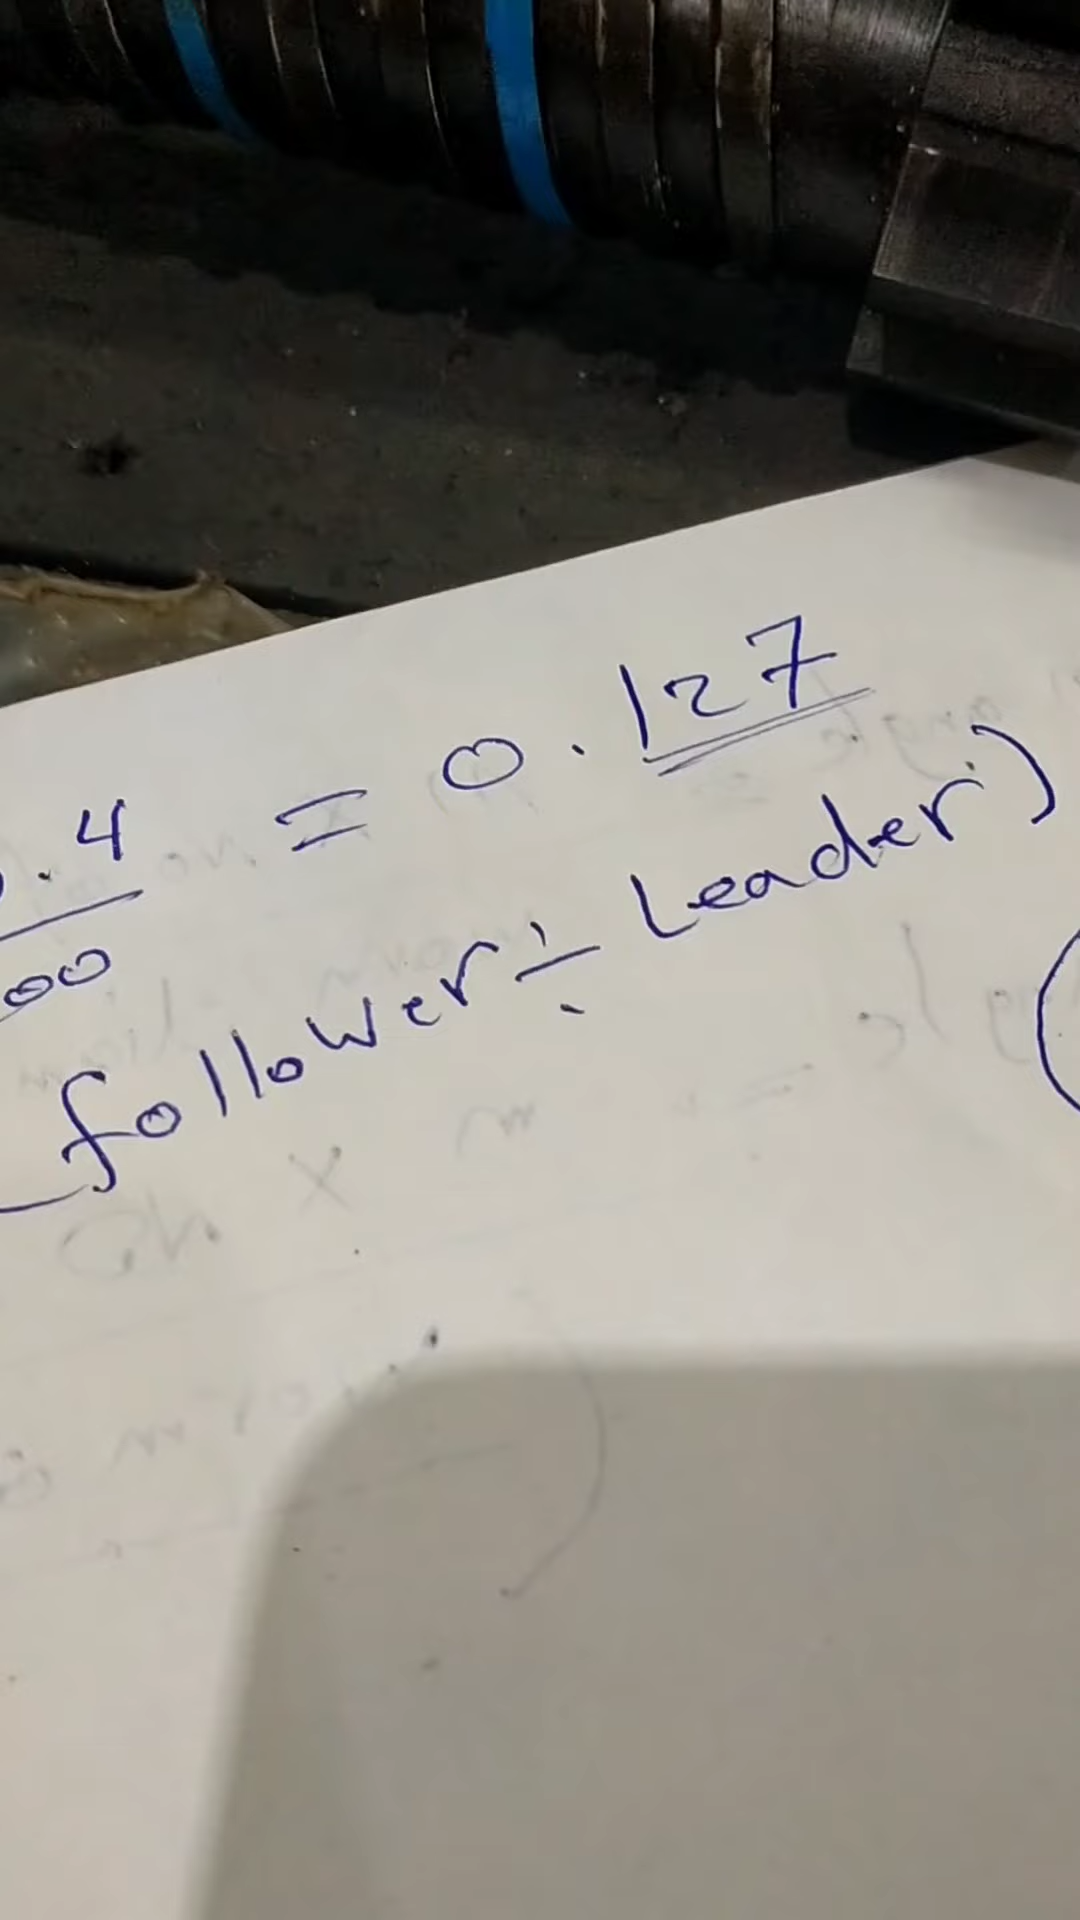 .4 = 0.127
00
follower ÷ Leader)